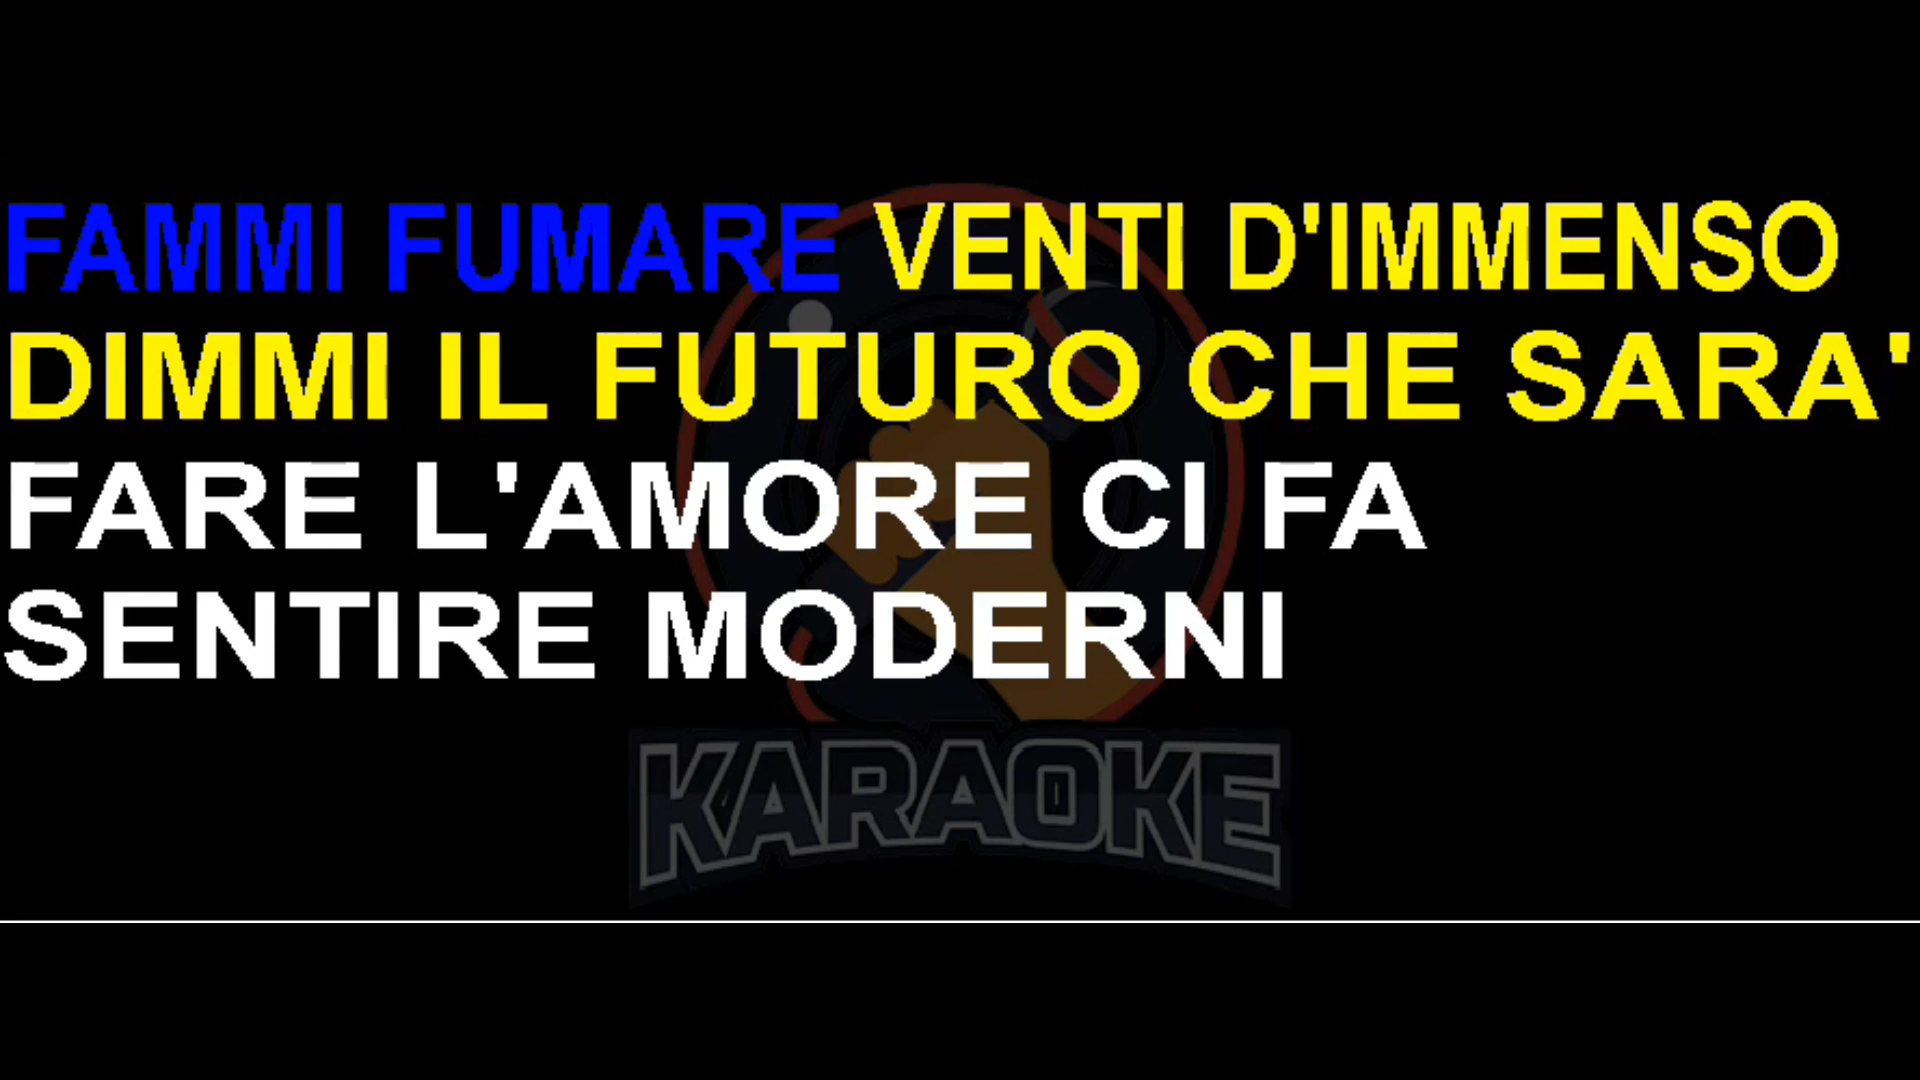 FAMMI FUMARE VENTI D'IMMENSO
DIMMI IL FUTURO CHE SARA'
FARE L'AMORE CI FA
SENTIRE MODERNI
KARAOKE